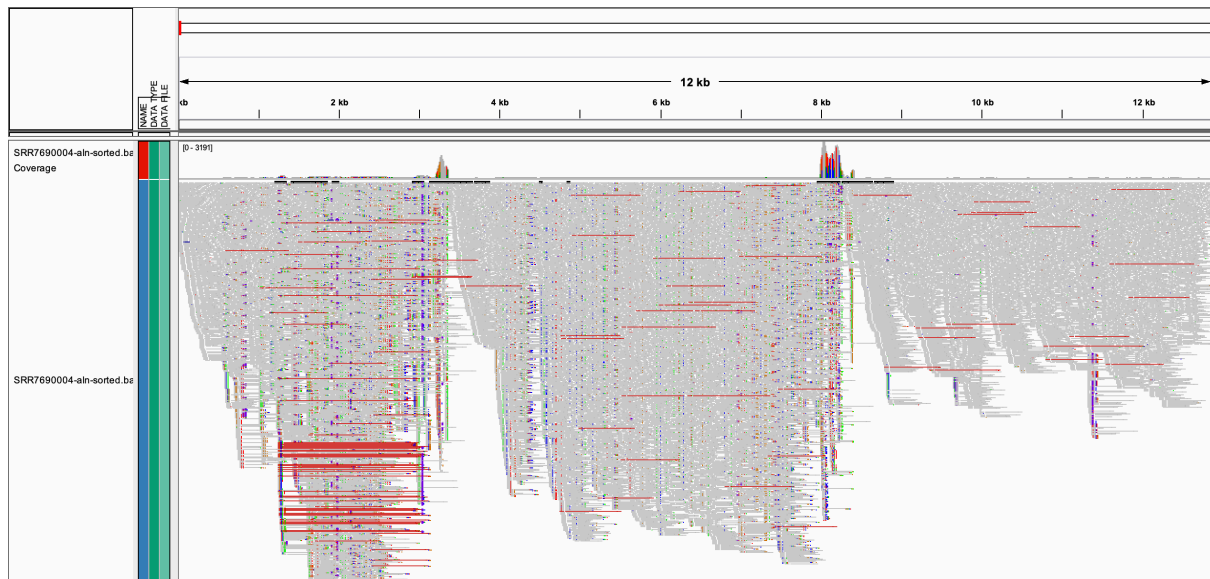 NAME
DATA TYPE
DATA FILE
12 kb
kb
2 kb
4 kb
6 kb
8 kb
10 kb
12 kb
SRR7690004-aln-sorted.ba
Coverage
[0 - 3191]
SRR7690004-aln-sorted.ba